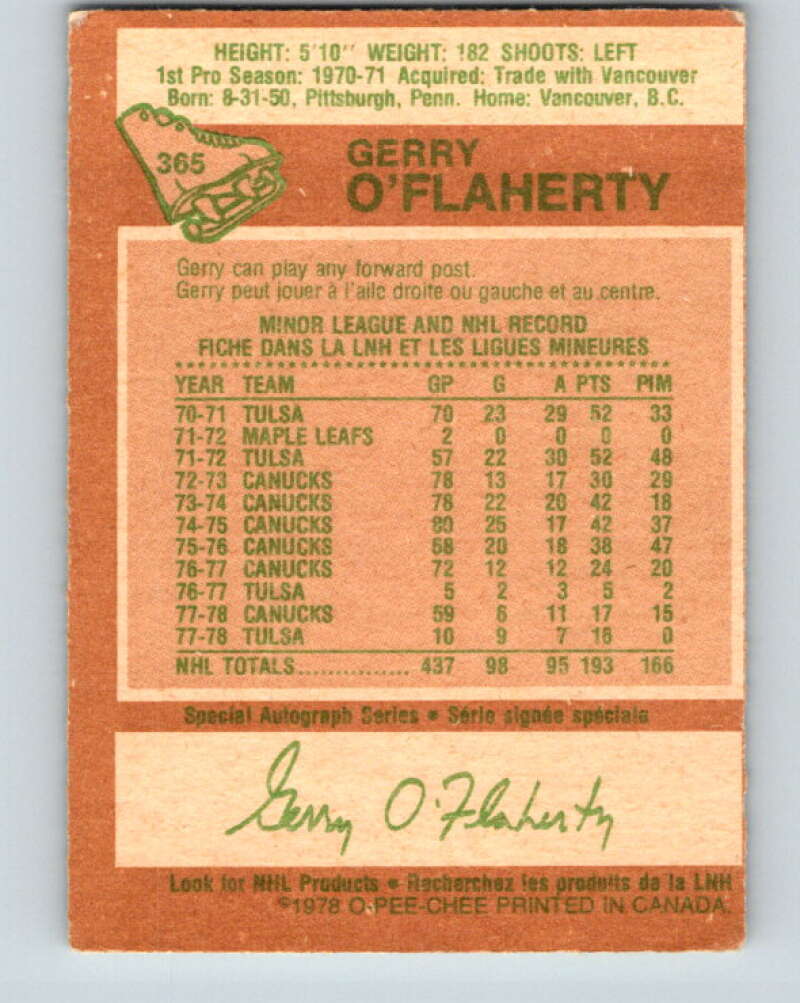 HEIGHT: 5'10" WEIGHT: 182 SHOOTS: LEFT
1st Pro Season: 1970-71 Acquired: Trade with Vancouver
Born: 8-31-50, Pittsburgh, Penn. Home: Vancouver, B.C.
365
GERRY
O'FLAHERTY
Gerry can play any forward post.
Gerry peut jouer à l'aile droite ou gauche et au centre.
MINOR LEAGUE AND NHL RECORD
FICHE DANS LA LNH ET LES LIGUES MINEURES
YEAR TEAM GP G A PTS PIM
70-71 TULSA 70 23 29 52 33
71-72 MAPLE LEAFS 2 0 0 0 0
71-72 TULSA 57 22 30 52 48
72-73 CANUCKS 78 13 17 30 29
73-74 CANUCKS 78 22 20 42 18
74-75 CANUCKS 80 25 17 42 37
75-76 CANUCKS 68 20 18 38 47
76-77 CANUCKS 72 12 12 24 20
76-77 TULSA 5 2 3 5 2
77-78 CANUCKS 59 6 11 17 15
77-78 TULSA 10 9 7 16 0
NHL TOTALS 437 98 95 193 166
Special Autograph Series • Série signée spéciale
Gerry O'Flaherty
Look for NHL Products • Recherchez les produits de la LNH
©1978 O-PEE-CHEE PRINTED IN CANADA.